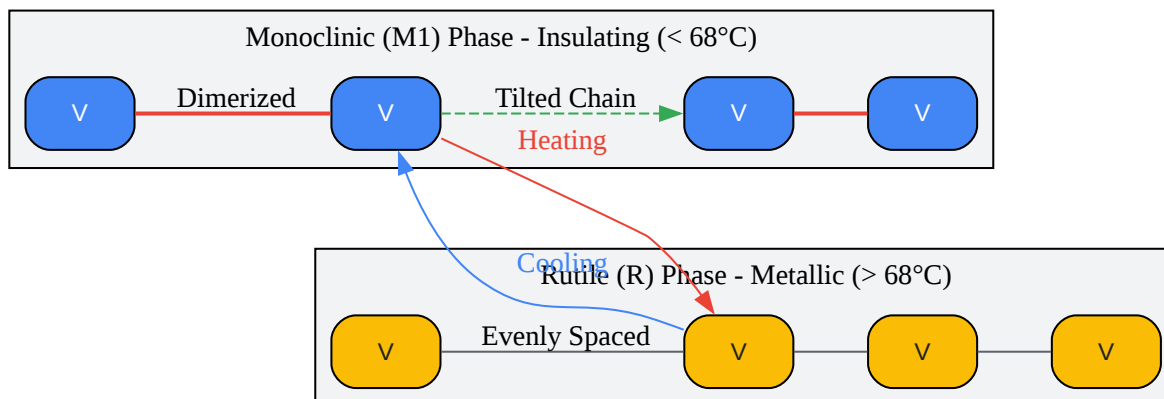 Monoclinic (M1) Phase - Insulating (< 68°C)
V
Dimerized
V
Tilted Chain
V
V
Heating
Cooling
Rutile (R) Phase - Metallic (> 68°C)
V
Evenly Spaced
V
V
V